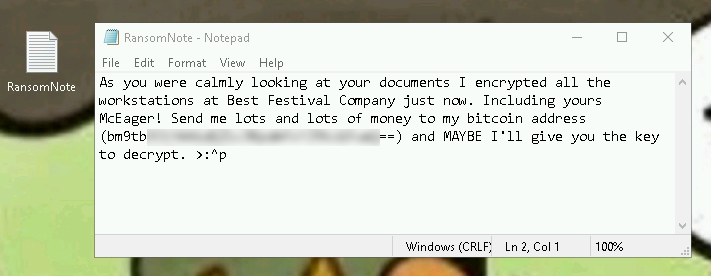 RansomNote
RansomNote - Notepad
File Edit Format View Help
As you were calmly looking at your documents I encrypted all the
workstations at Best Festival Company just now. Including yours
McEager! Send me lots and lots of money to my bitcoin address
(bm9tb ==) and MAYBE I'll give you the key
to decrypt. >:^p
Windows (CRLF) Ln 2, Col 1 100%